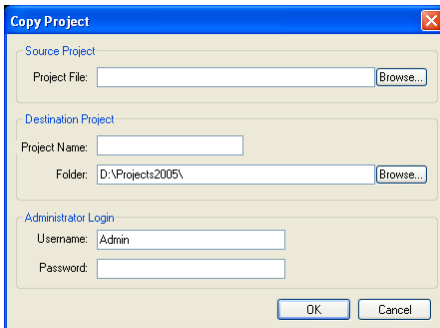 Copy Project
Source Project
Project File: Browse...
Destination Project
Project Name:
Folder: D:\Projects2005\ Browse...
Administrator Login
Username: Admin
Password:
OK Cancel